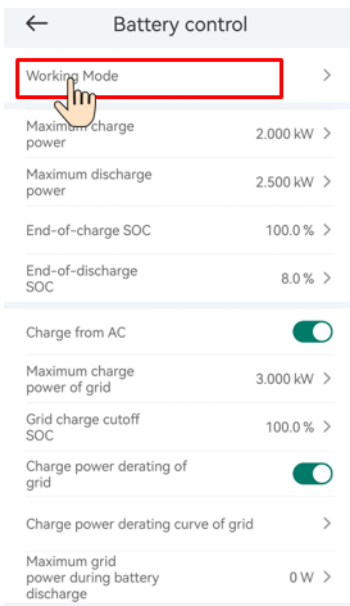 Battery control
Working Mode
Maximum charge
power
2.000 kW
Maximum discharge
power
2.500 kW
End-of-charge SOC
100.0 %
End-of-discharge
SOC
8.0 %
Charge from AC
Maximum charge
power of grid
3.000 kW
Grid charge cutoff
SOC
100.0 %
Charge power derating of
grid
Charge power derating curve of grid
Maximum grid
power during battery
discharge
0 W